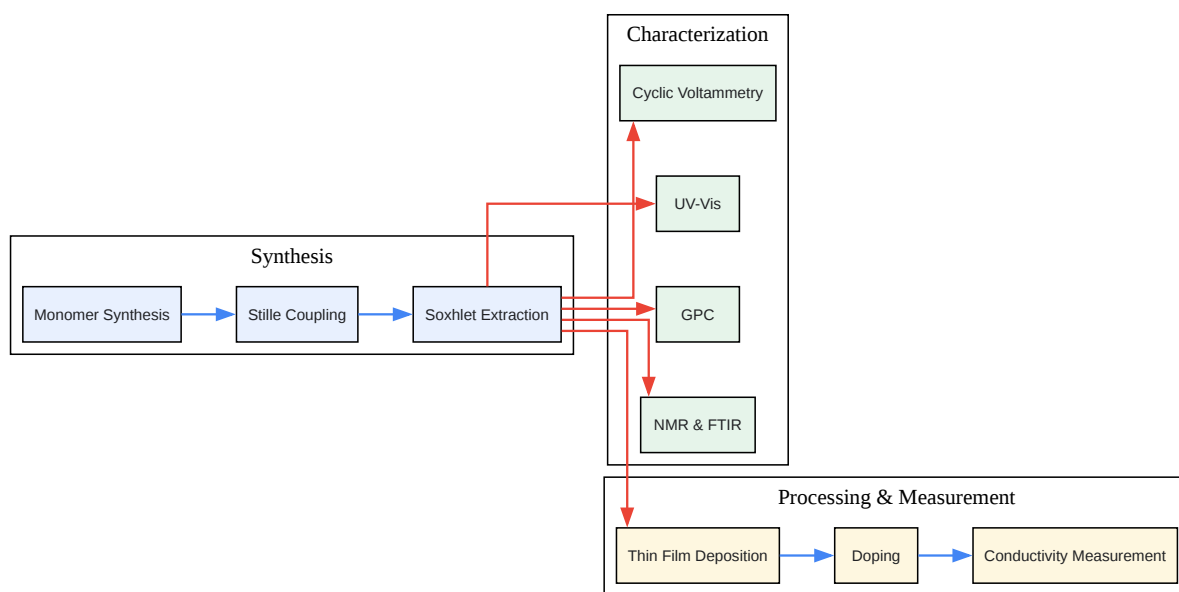 Characterization
Cyclic Voltammetry
UV-Vis
Synthesis
Monomer Synthesis
Stille Coupling
Soxhlet Extraction
GPC
NMR & FTIR
Processing & Measurement
Thin Film Deposition
Doping
Conductivity Measurement